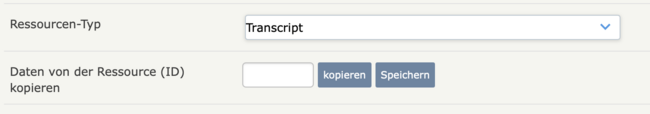 Ressourcen-Typ
Transcript
Daten von der Ressource (ID)
kopieren
kopieren
Speichern